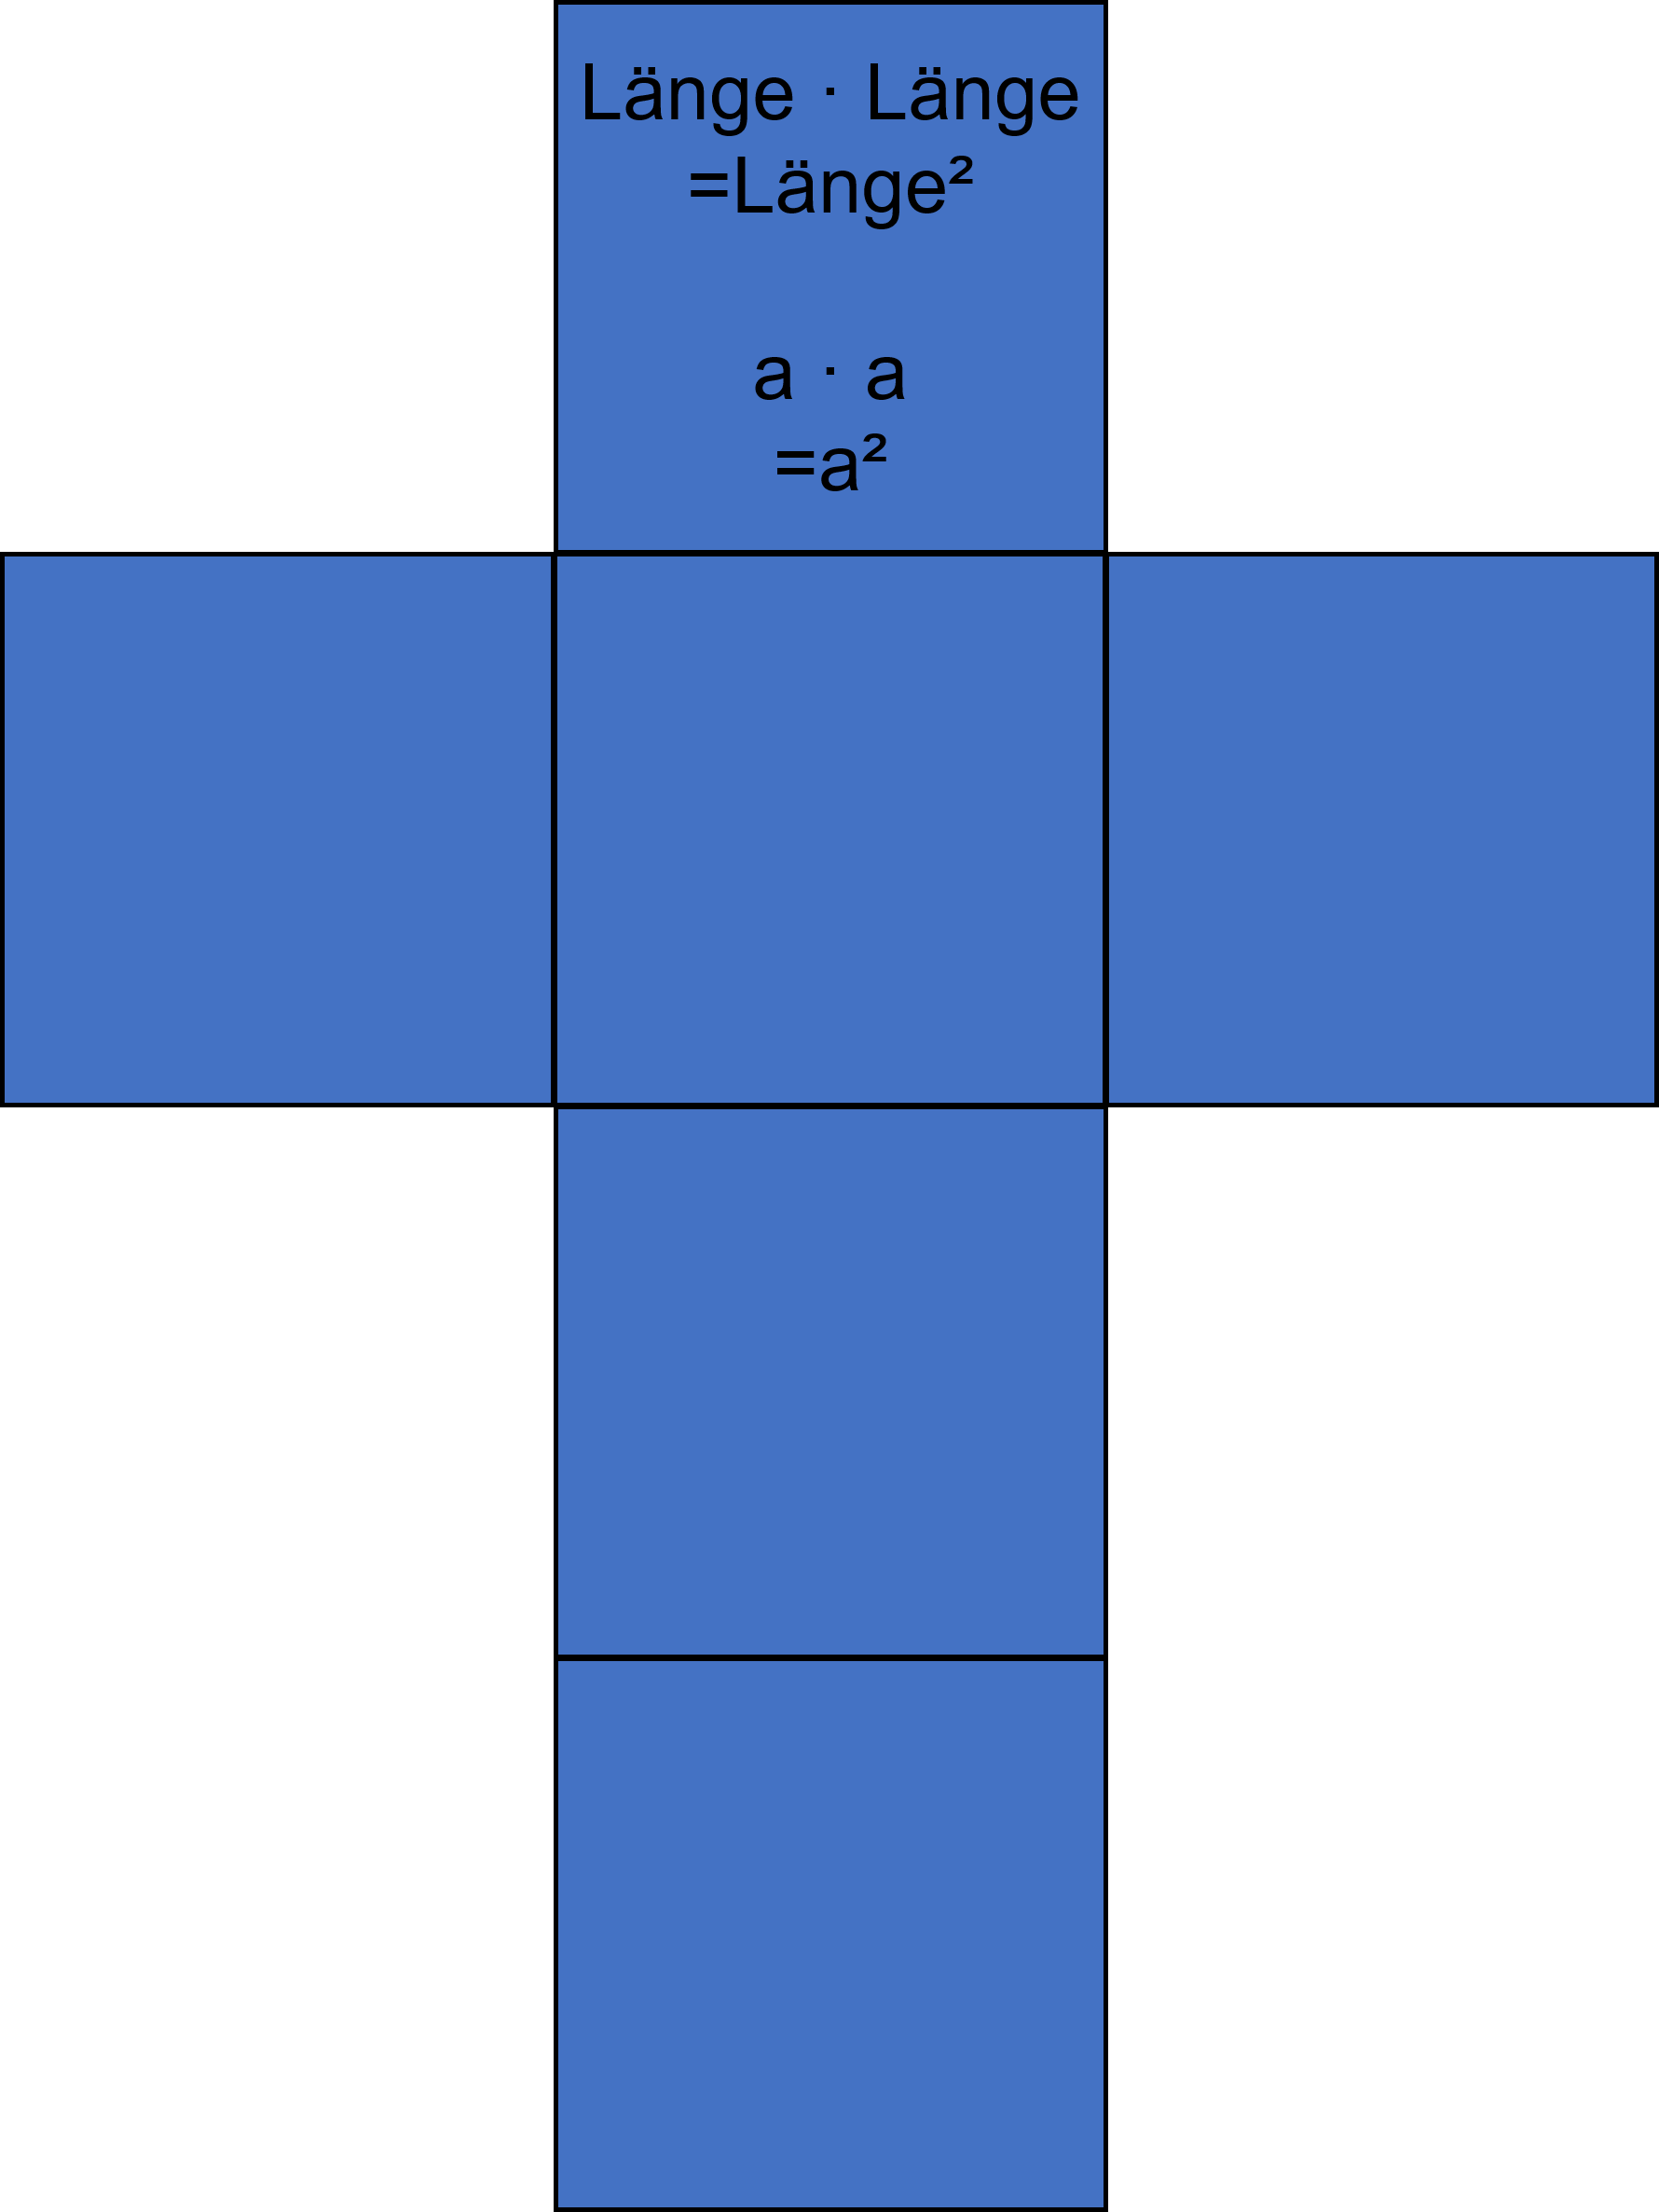 Länge · Länge
=Länge²
a · a
=a²